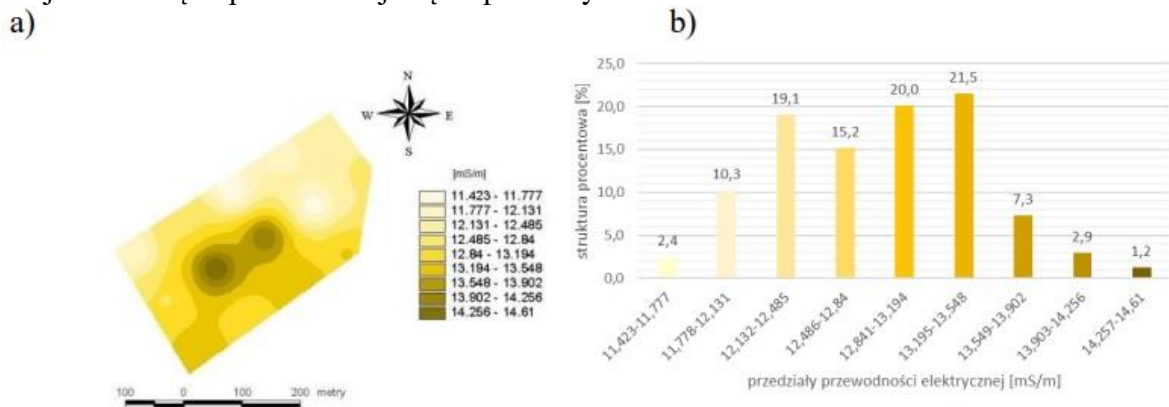 a)
b)
N
W E
S
[mS/m]
11.423 - 11.777
11.777 - 12.131
12.131 - 12.485
12.485 - 12.84
12.84 - 13.194
13.194 - 13.548
13.548 - 13.902
13.902 - 14.256
14.256 - 14.61
100 0 100 200 metry
struktura procentowa [%]
25,0
20,0
15,0
10,0
5,0
0,0
2,4
10,3
19,1
15,2
20,0
21,5
7,3
2,9
1,2
11,423-11,777
11,778-12,131
12,132-12,485
12,486-12,84
12,841-13,194
13,195-13,548
13,549-13,902
13,903-14,256
14,257-14,61
przedziały przewodności elektrycznej [mS/m]